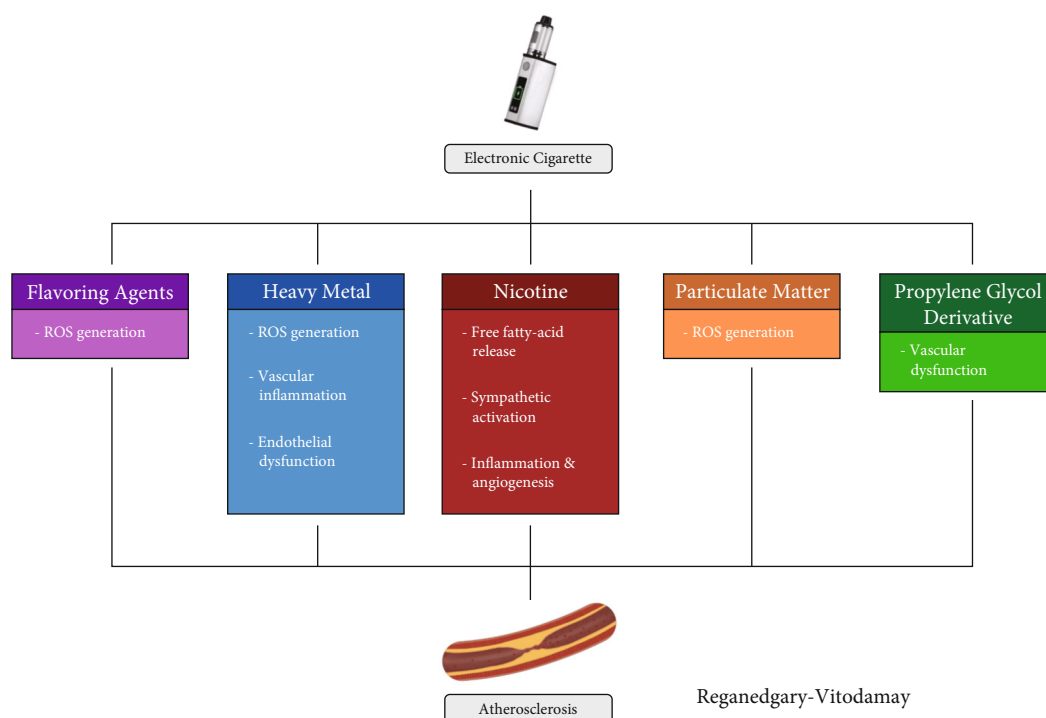 Electronic Cigarette
Flavoring Agents
- ROS generation
Heavy Metal
- ROS generation
- Vascular
inflammation
- Endothelial
dysfunction
Nicotine
- Free fatty-acid
release
- Sympathetic
activation
- Inflammation &
angiogenesis
Particulate Matter
- ROS generation
Propylene Glycol
Derivative
- Vascular
dysfunction
Atherosclerosis
Reganedgary-Vitodamay